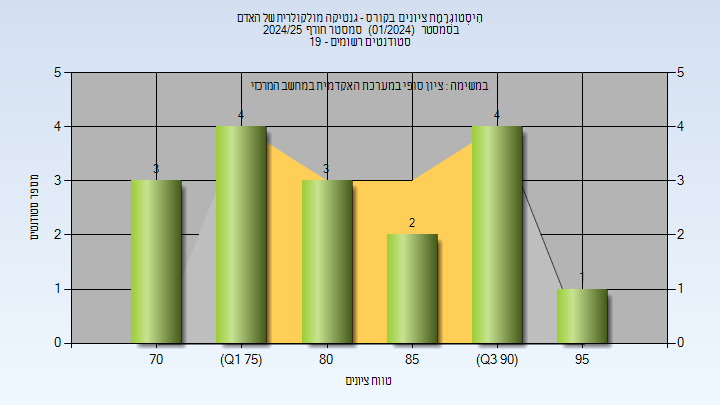 היסטוגרמת ציונים בקורס - גנטיקה מולקולרית של האדם
בסמסטר (01/2024) סמסטר חורף 2024/25
סטודנטים רשומים - 19
במשימה : ציון סופי במערכת האקדמית במחשב המרכזי
5 5
4 4
3 3
2 2
1 1
0 0
3 4 3 2 4 1
מספר סטודנטים
70 (Q1 75) 80 85 (Q3 90) 95
טווח ציונים